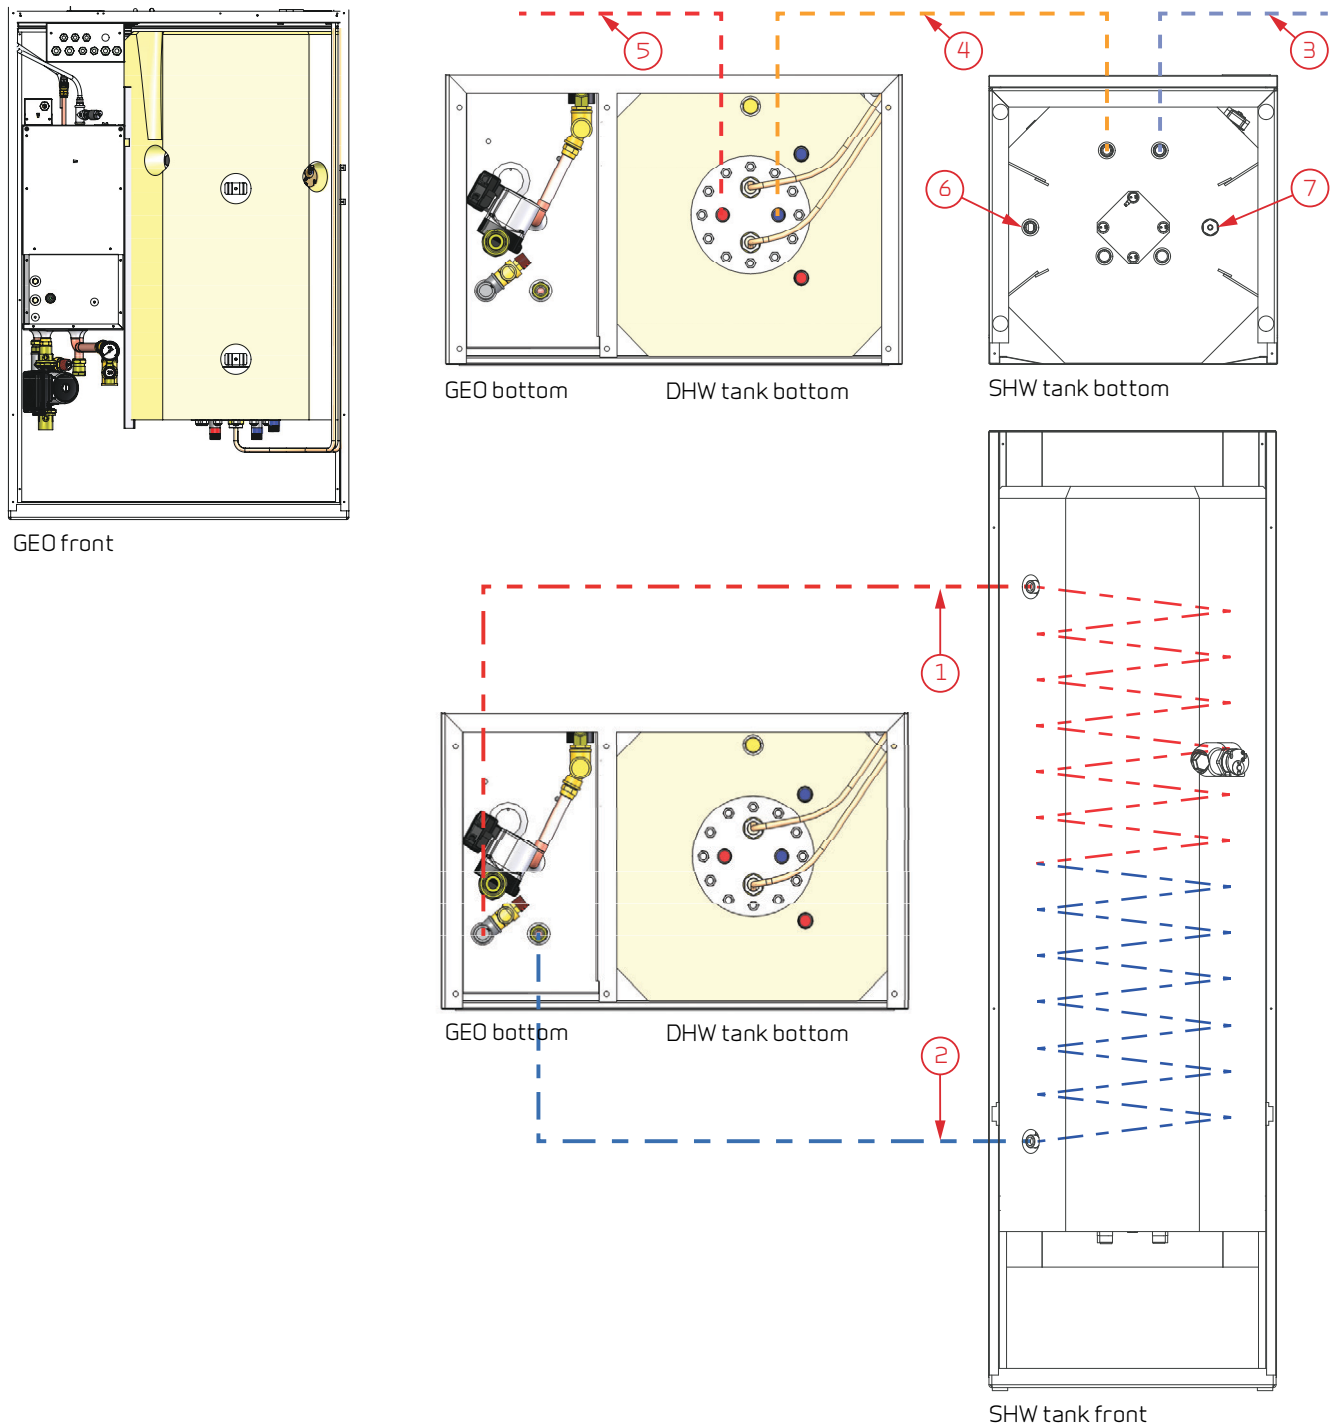 5
4
3
6
7
GEO bottom
DHW tank bottom
SHW tank bottom
GEO front
1
GEO bottom
DHW tank bottom
2
SHW tank front